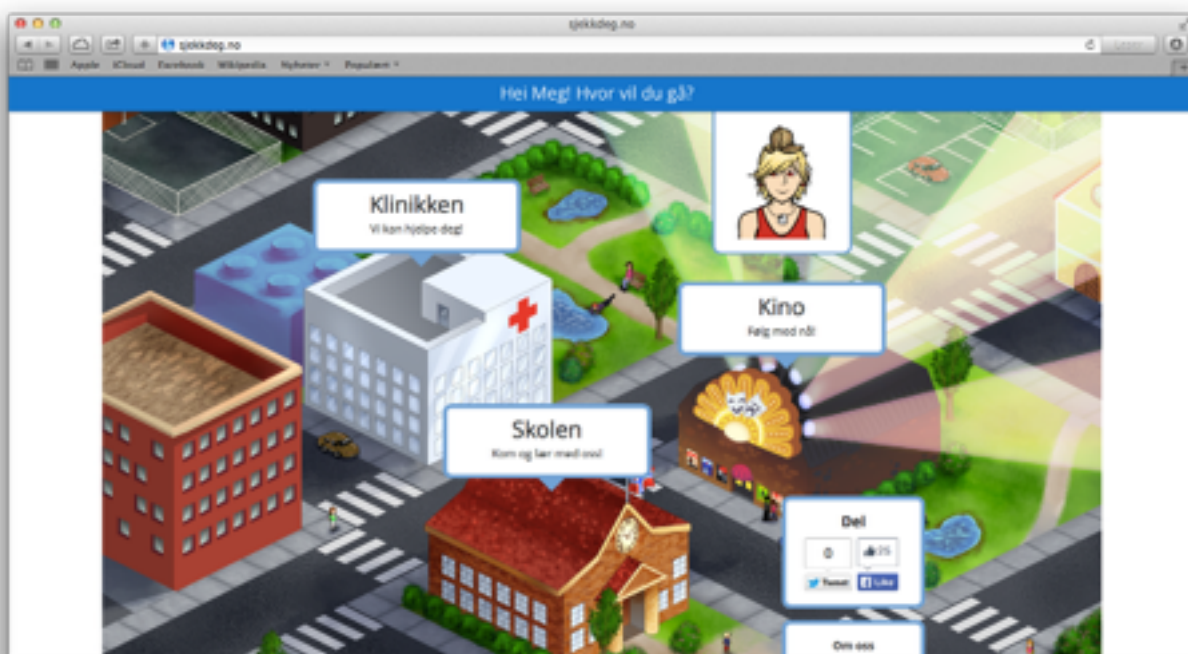 sjekkdeg.no
sjekkdeg.no
Apple iCloud Facebook Wikipedia Nyheter Populært
Hei Meg! Hvor vil du gå?
Klinikken
Vi kan hjelpe deg!
Kino
Følg med nå!
Skolen
Kom og lær med oss!
Del
0
Tweet Like
Om oss